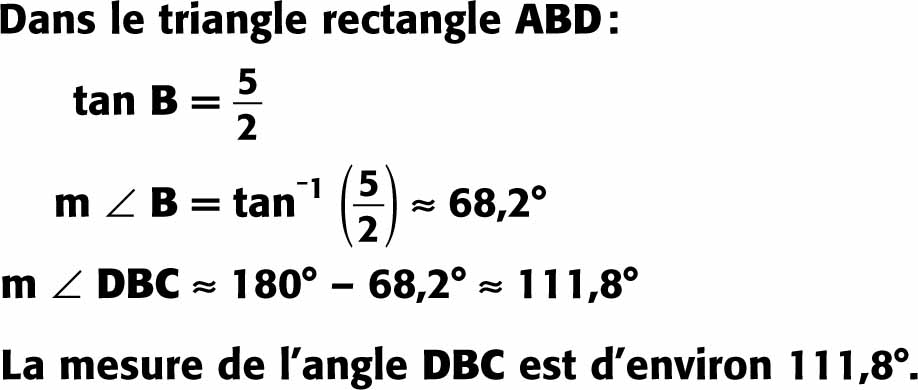 Dans le triangle rectangle ABD :
tan B = 5/2
m ∠ B = tan⁻¹ (5/2) ≈ 68,2°
m ∠ DBC ≈ 180° − 68,2° ≈ 111,8°
La mesure de l’angle DBC est d’environ 111,8°.